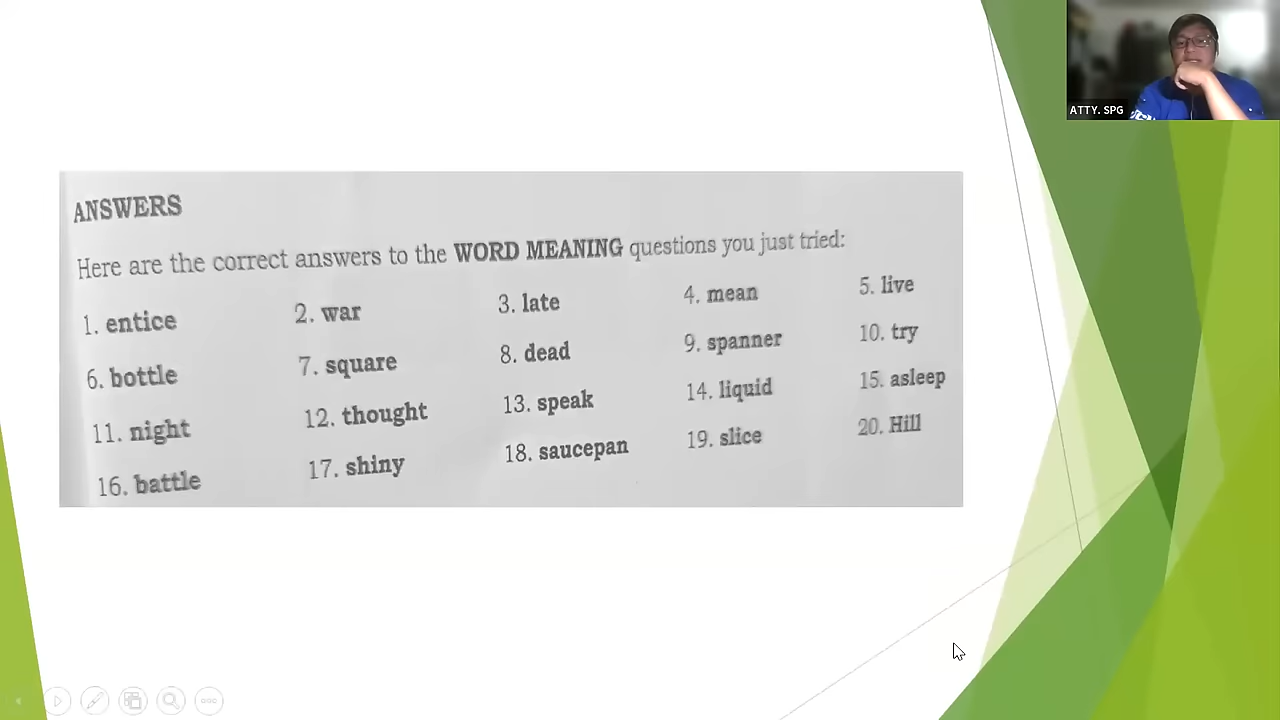 ATTY. SPG
ANSWERS
Here are the correct answers to the WORD MEANING questions you just tried:
1. entice 2. war 3. late 4. mean 5. live
6. bottle 7. square 8. dead 9. spanner 10. try
11. night 12. thought 13. speak 14. liquid 15. asleep
16. battle 17. shiny 18. saucepan 19. slice 20. Hill